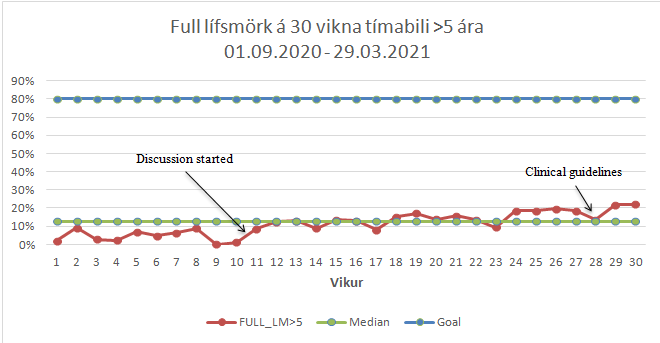 Full lífsmörk á 30 vikna tímabili >5 ára
01.09.2020 - 29.03.2021
90%
80%
70%
60%
50%
40%
30%
20%
10%
0%
Discussion started
Clinical guidelines
1 2 3 4 5 6 7 8 9 10 11 12 13 14 15 16 17 18 19 20 21 22 23 24 25 26 27 28 29 30
Vikur
FULL_LM>5 Median Goal